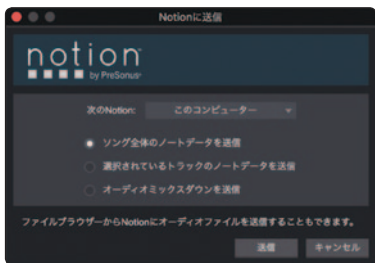 Notionに送信
notion
by PreSonus®
次のNotion: このコンピューター
ソング全体のノートデータを送信
選択されているトラックのノートデータを送信
オーディオミックスダウンを送信
ファイルブラウザーからNotionにオーディオファイルを送信することもできます。
送信 キャンセル